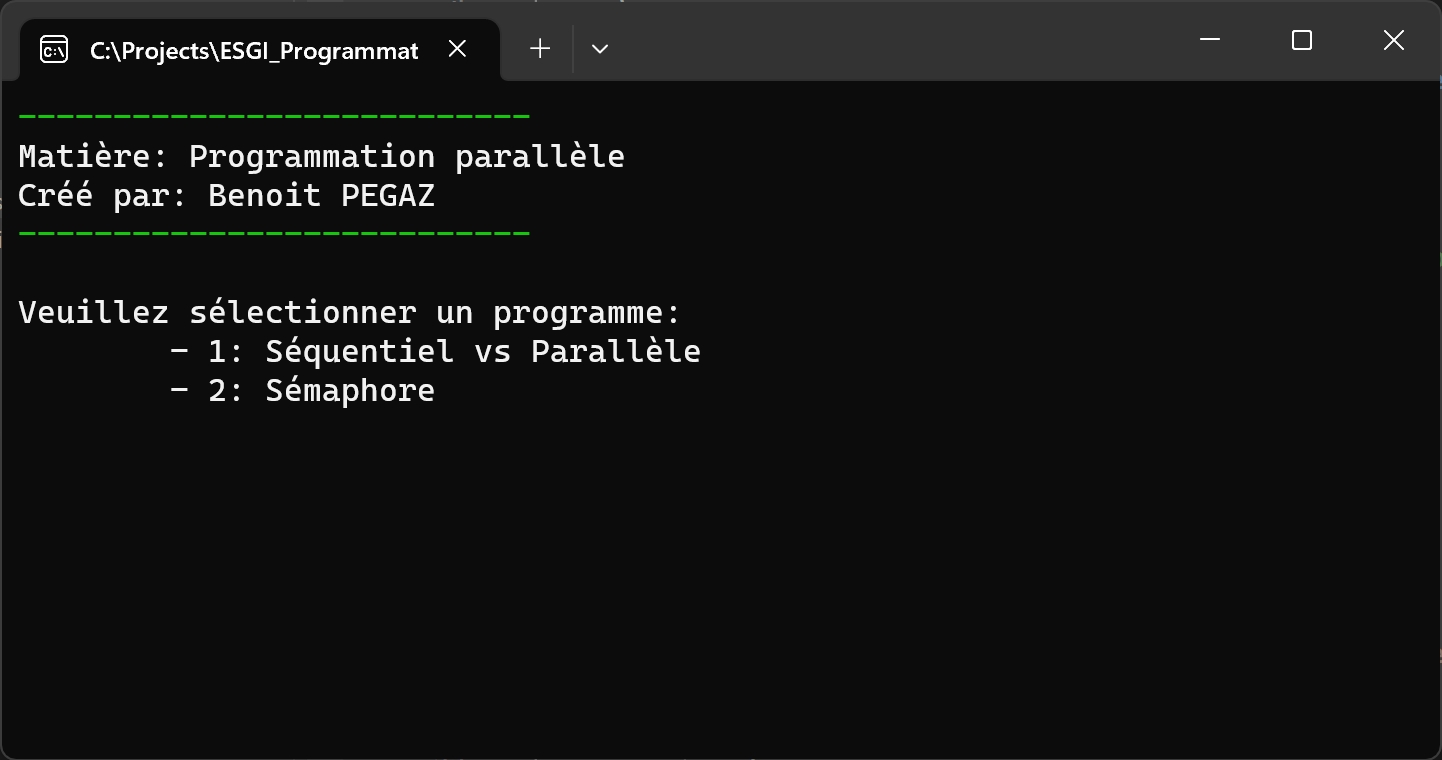 C:\Projects\ESGI_Programmat
---------------------------
Matière: Programmation parallèle
Créé par: Benoit PEGAZ
---------------------------
Veuillez sélectionner un programme:
- 1: Séquentiel vs Parallèle
- 2: Sémaphore